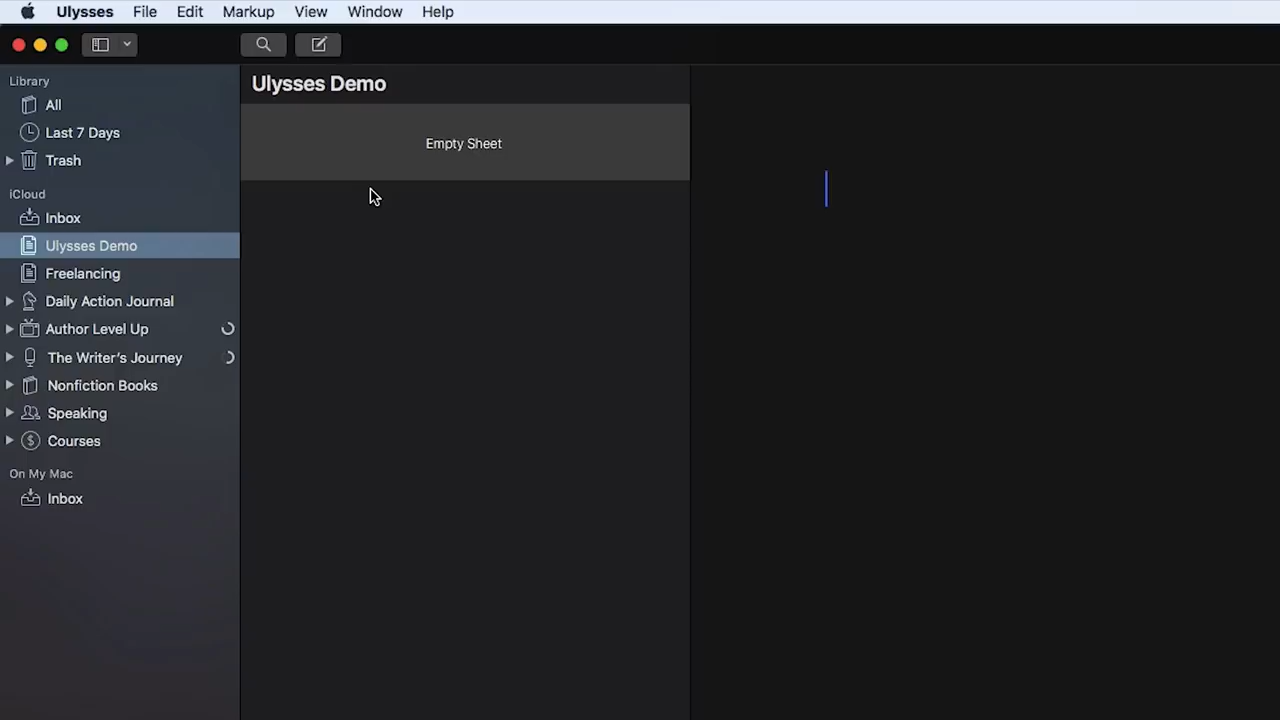 Ulysses File Edit Markup View Window Help
Library
All
Last 7 Days
Trash
iCloud
Inbox
Ulysses Demo
Freelancing
Daily Action Journal
Author Level Up
The Writer's Journey
Nonfiction Books
Speaking
Courses
On My Mac
Inbox
Ulysses Demo
Empty Sheet